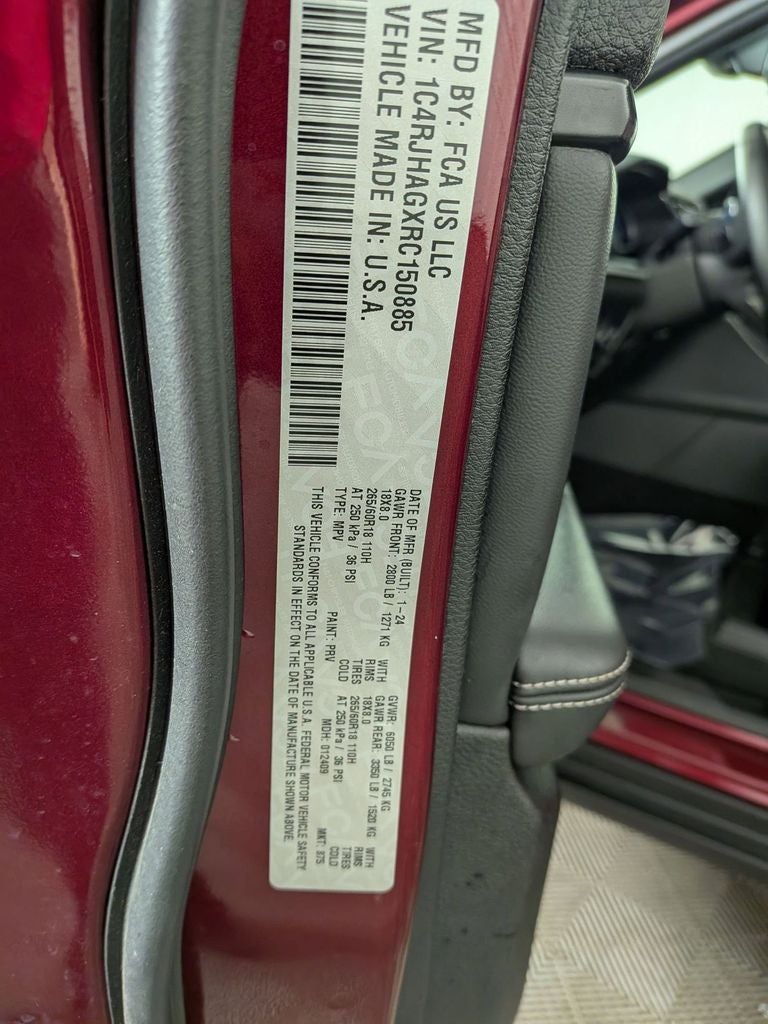 MFD BY: FCA US LLC
VIN: 1C4RJHAGXRC150885
VEHICLE MADE IN: U.S.A.
DATE OF MFR (BUILT): 1-24 GVWR: 6050 LB / 2745 KG
GAWR FRONT: 2800 LB / 1271 KG WITH GAWR REAR: 3350 LB / 1520 KG WITH
18X8.0 RIMS 18X8.0 RIMS
265/60R18 110H TIRES 265/60R18 110H TIRES
AT 250 kPa / 36 PSI COLD AT 250 kPa / 36 PSI COLD
TYPE: MPV PAINT: PRV MDH: 012409 MKT: 875
THIS VEHICLE CONFORMS TO ALL APPLICABLE U.S.A. FEDERAL MOTOR VEHICLE SAFETY
STANDARDS IN EFFECT ON THE DATE OF MANUFACTURE SHOWN ABOVE.